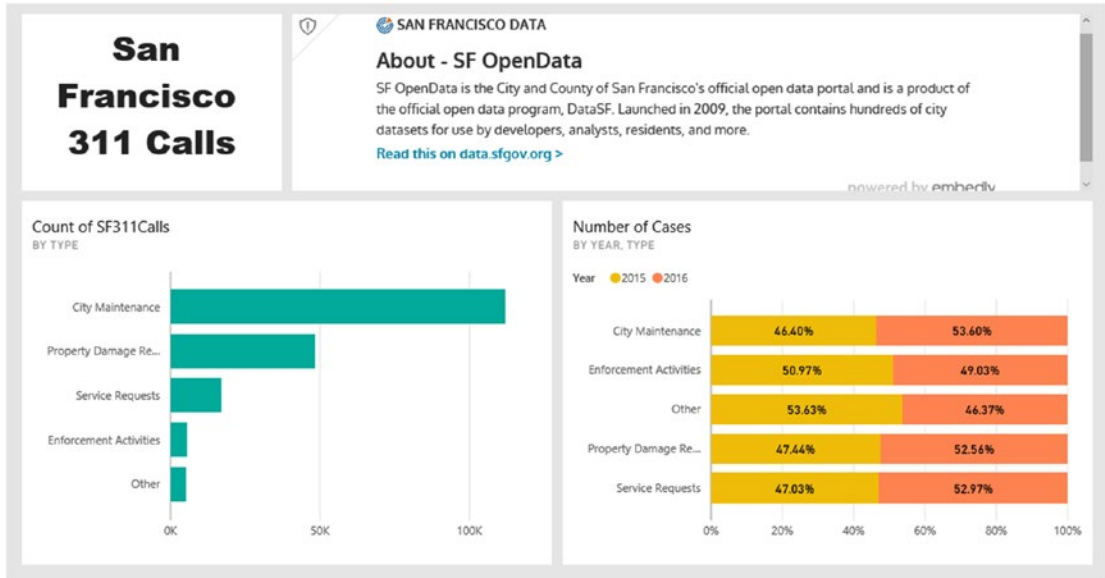 San
Francisco
311 Calls
SAN FRANCISCO DATA
About - SF OpenData
SF OpenData is the City and County of San Francisco's official open data portal and is a product of
the official open data program, DataSF. Launched in 2009, the portal contains hundreds of city
datasets for use by developers, analysts, residents, and more.
Read this on data.sfgov.org >
powered by embedly
Count of SF311Calls
BY TYPE
City Maintenance
Property Damage Re...
Service Requests
Enforcement Activities
Other
0K 50K 100K
Number of Cases
BY YEAR, TYPE
Year 2015 2016
City Maintenance 46.40% 53.60%
Enforcement Activities 50.97% 49.03%
Other 53.63% 46.37%
Property Damage Re... 47.44% 52.56%
Service Requests 47.03% 52.97%
0% 20% 40% 60% 80% 100%